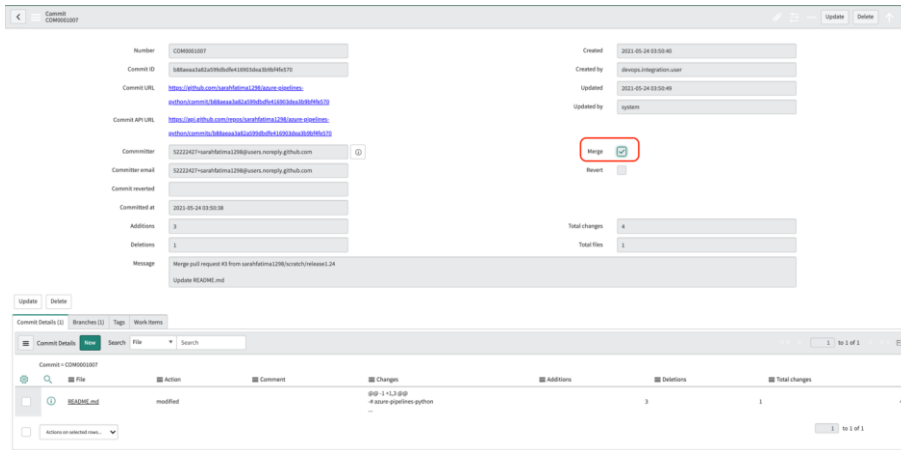 Commit
COM0001007
Update Delete
Number COM0001007
Created 2021-05-24 03:50:40
Commit ID b88aeaa3a82a599dbdfe416903dea3b9bf4fe570
Created by devops.integration.user
Commit URL https://github.com/sarahfatima1298/azure-pipelines-
python/commit/b88aeaa3a82a599dbdfe416903dea3b9bf4fe570
Updated 2021-05-24 03:50:49
Updated by system
Commit API URL https://api.github.com/repos/sarahfatima1298/azure-pipelines-
python/commits/b88aeaa3a82a599dbdfe416903dea3b9bf4fe570
Commmitter 52222427+sarahfatima1298@users.noreply.github.com
Merge
Committer email 52222427+sarahfatima1298@users.noreply.github.com
Revert
Commit reverted
Committed at 2021-05-24 03:50:38
Additions 3
Total changes 4
Deletions 1
Total files 1
Message Merge pull request #3 from sarahfatima1298/scratch/release1.24
Update README.md
Update Delete
Commit Details (1) Branches (1) Tags Work Items
Commit Details New Search File Search 1 to 1 of 1
Commit = COM0001007
File Action Comment Changes Additions Deletions Total changes
README.md modified @@ -1 +1,3 @@ 3 1
-# azure-pipelines-python
...
Actions on selected rows... 1 to 1 of 1